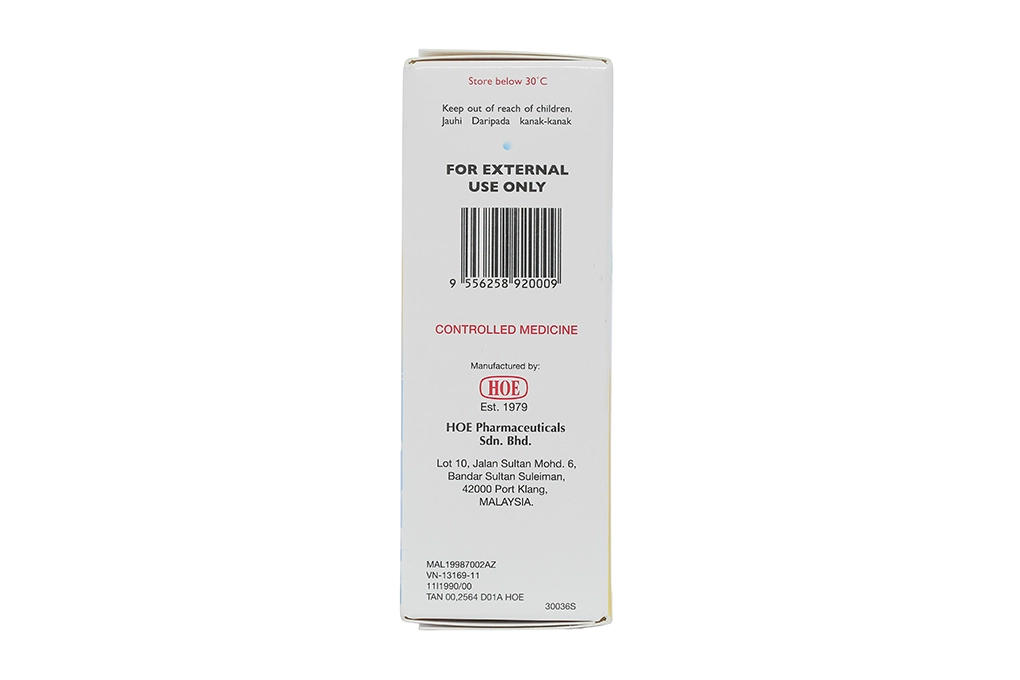 Store below 30°C
Keep out of reach of children.
Jauhi Daripada kanak-kanak
FOR EXTERNAL
USE ONLY
9 556258 920009
CONTROLLED MEDICINE
Manufactured by:
HOE
Est. 1979
HOE Pharmaceuticals
Sdn. Bhd.
Lot 10, Jalan Sultan Mohd. 6,
Bandar Sultan Suleiman,
42000 Port Klang,
MALAYSIA.
MAL19987002AZ
VN-13169-11
11I1990/00
TAN 00,2564 D01A HOE
30036S